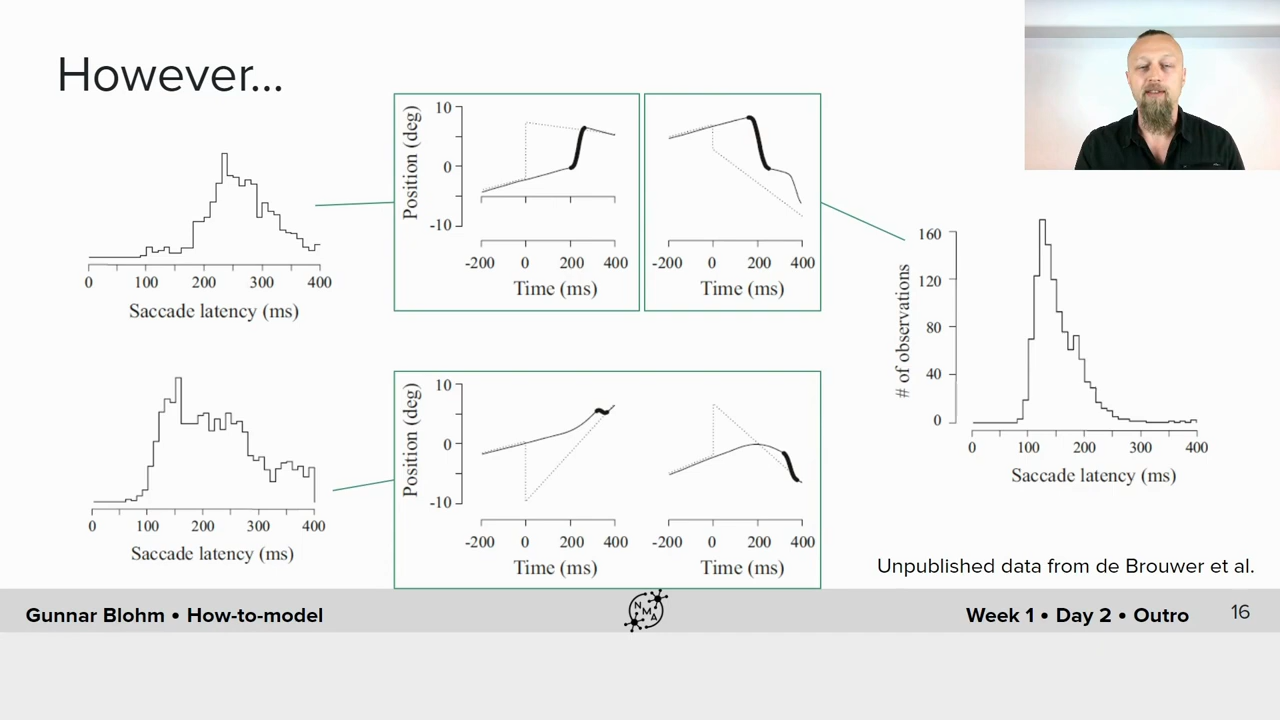 However...
0
100
200
300
400
Saccade latency (ms)
Position (deg)
10
0
-10
-200
0
200
400
Time (ms)
-200
0
200
400
Time (ms)
# of observations
160
120
80
40
0
0
100
200
300
400
Saccade latency (ms)
0
100
200
300
400
Saccade latency (ms)
Position (deg)
10
0
-10
-200
0
200
400
Time (ms)
-200
0
200
400
Time (ms)
Unpublished data from de Brouwer et al.
Gunnar Blohm • How-to-model
NMA
Week 1 • Day 2 • Outro
16